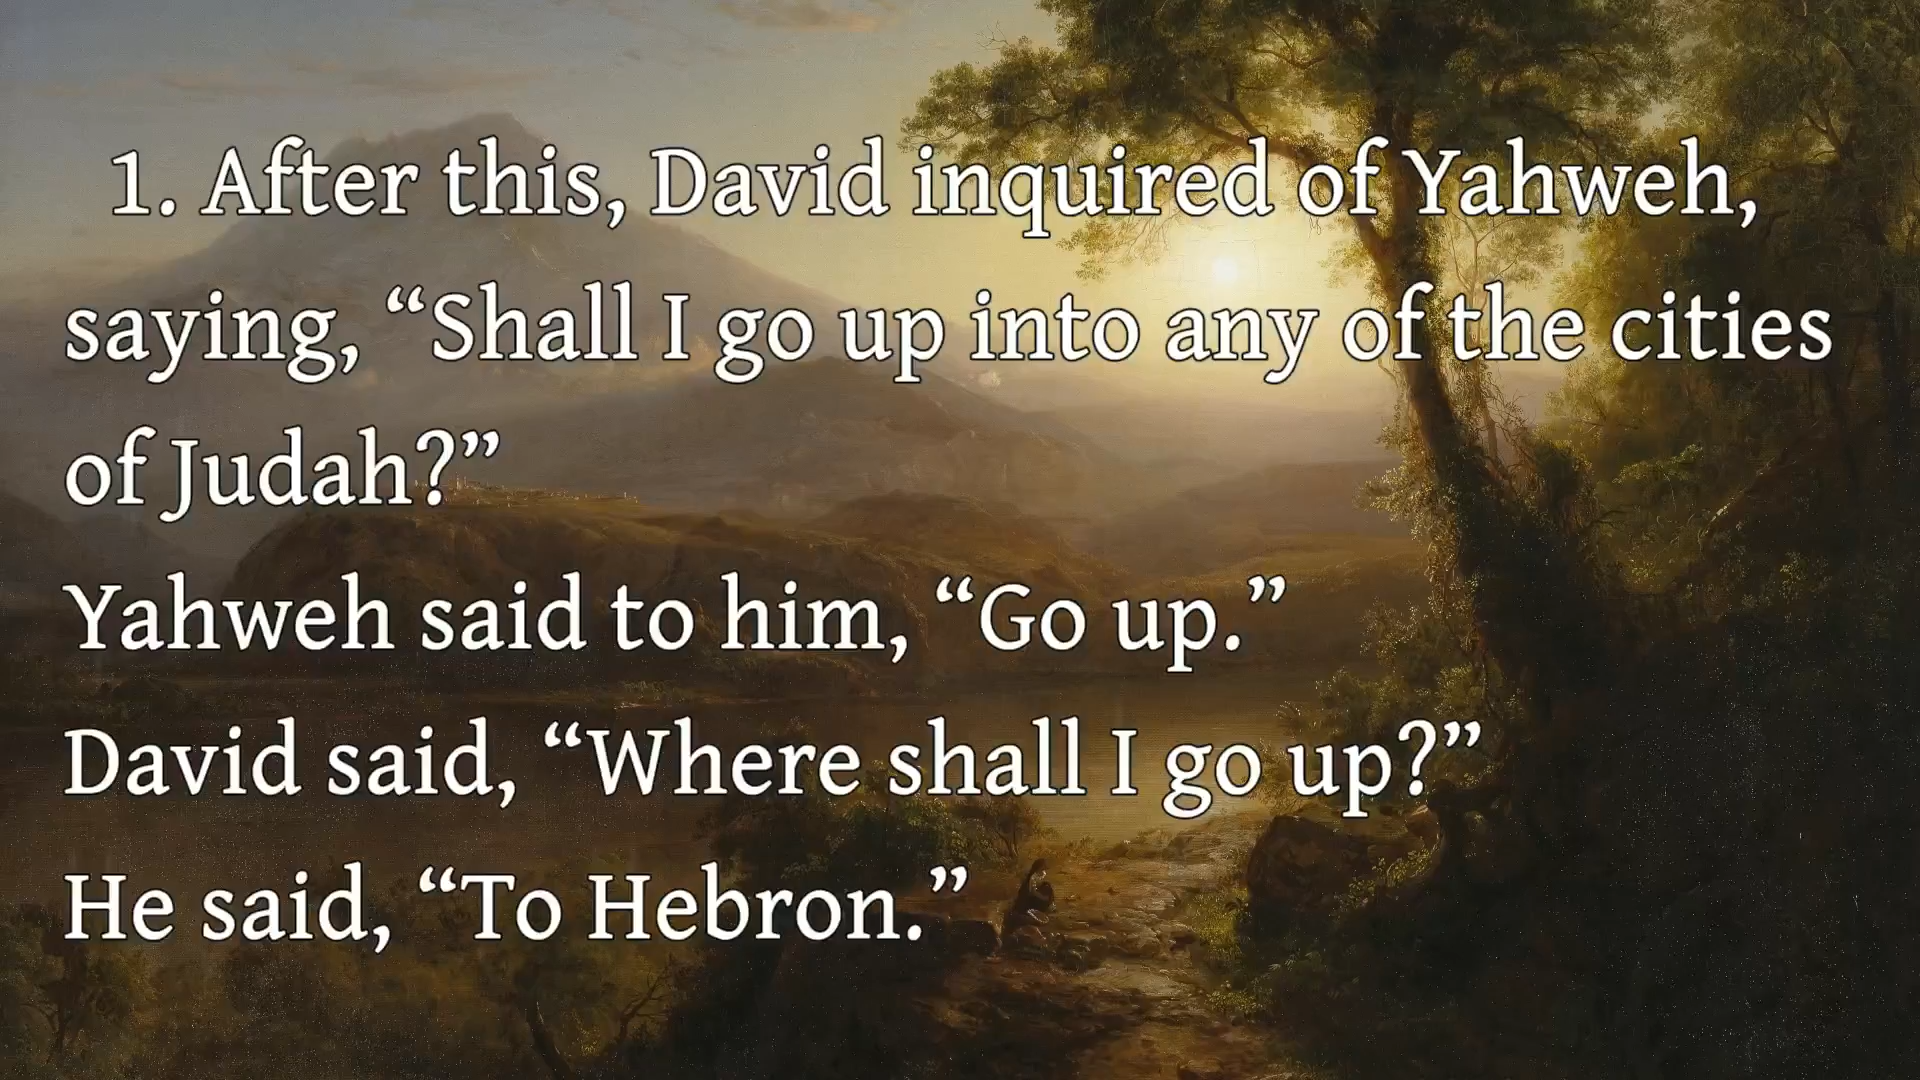 1. After this, David inquired of Yahweh,
saying, “Shall I go up into any of the cities
of Judah?”
Yahweh said to him, “Go up.”
David said, “Where shall I go up?”
He said, “To Hebron.”